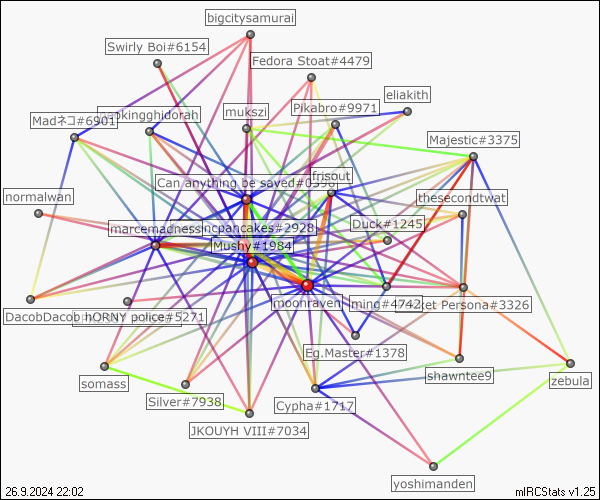 bigcitysamurai
Swirly Boi#6154
Fedora Stoat#4479
eliakith
Pikabro#9971
mukszi
Madネコ#6901
okingghidorah
Majestic#3375
frisout
Can anything be saved#0396
normalwan
thesecondtwat
Duck#1245
marcemadness
ncpancakes#2928
Mushy#1984
moonraven
ming#4742
ket Persona#3326
DacobDacob
hORNY police#5271
Eg.Master#1378
shawntee9
zebula
somass
Silver#7938
Cypha#1717
JKOUYH VIII#7034
yoshimanden
26.9.2024 22:02
mIRCStats v1.25